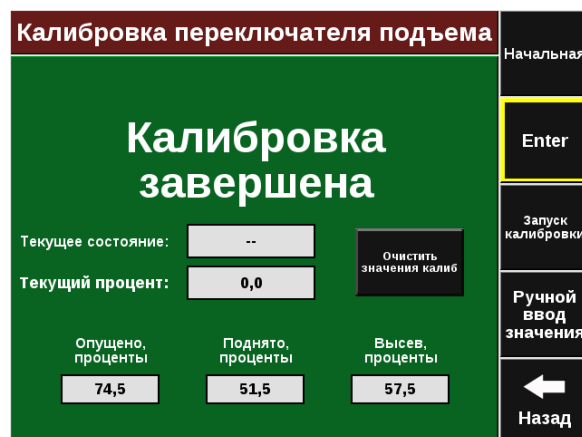 Калибровка переключателя подъема
Начальная
Калибровка
завершена
Enter
Текущее состояние:
--
Текущий процент:
0,0
Очистить
значения калиб
Запуск
калибровки
Ручной
ввод
значения
Опущено,
проценты
Поднято,
проценты
Высев,
проценты
74,5
51,5
57,5
Назад